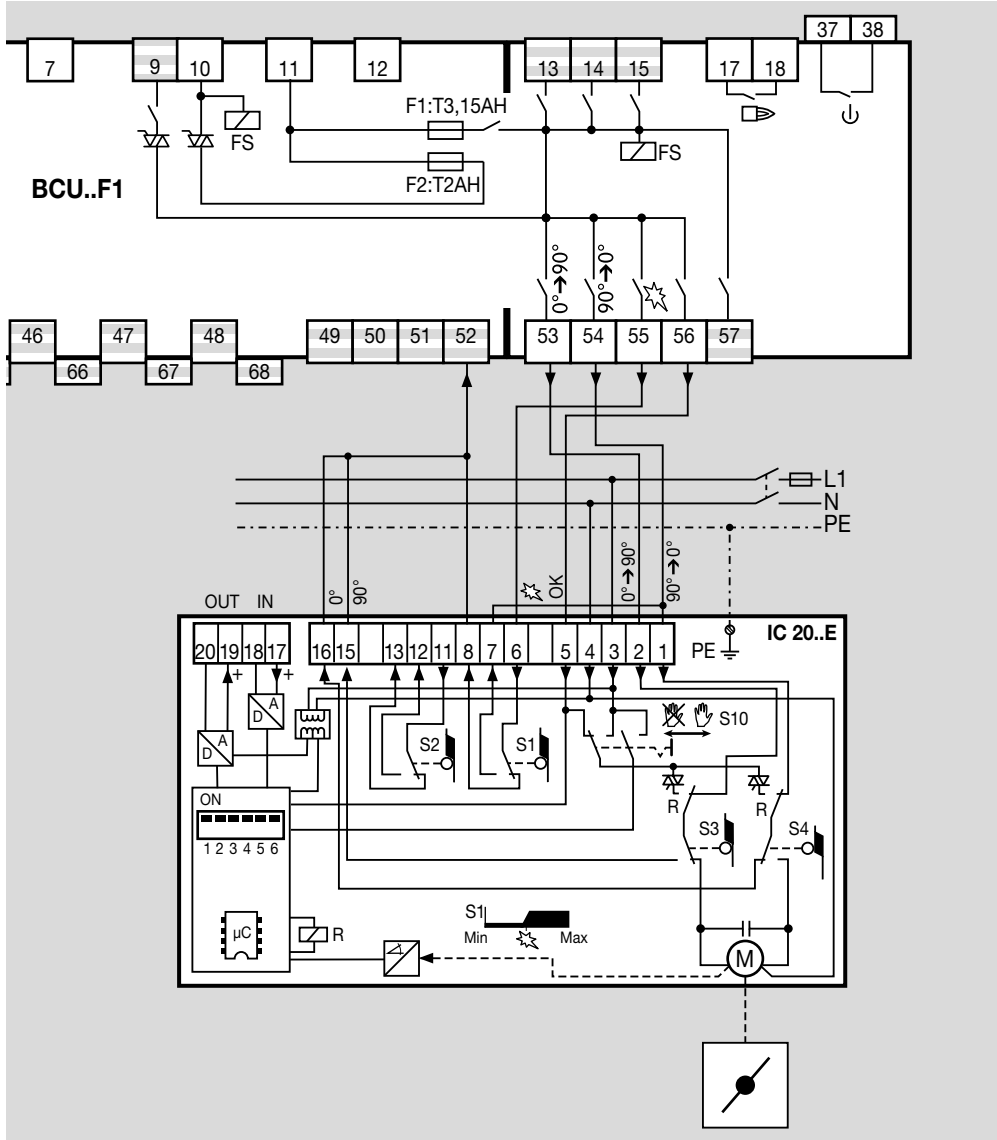 37 38
7 9 10 11 12 13 14 15 17 18
F1:T3,15AH
FS
FS
F2:T2AH
BCU..F1
0°➔90°
90°➔0°
46 47 48 49 50 51 52 53 54 55 56 57
66 67 68
L1
N
PE
0°
90°
OK
0°➔90°
90°➔0°
OUT IN
IC 20..E
20 19 18 17 16 15 13 12 11 8 7 6 5 4 3 2 1
PE
+ +
D A
D A
S2
S1
S10
ON
1 2 3 4 5 6
R
R
S3
S4
S1
Min Max
µC
R
M